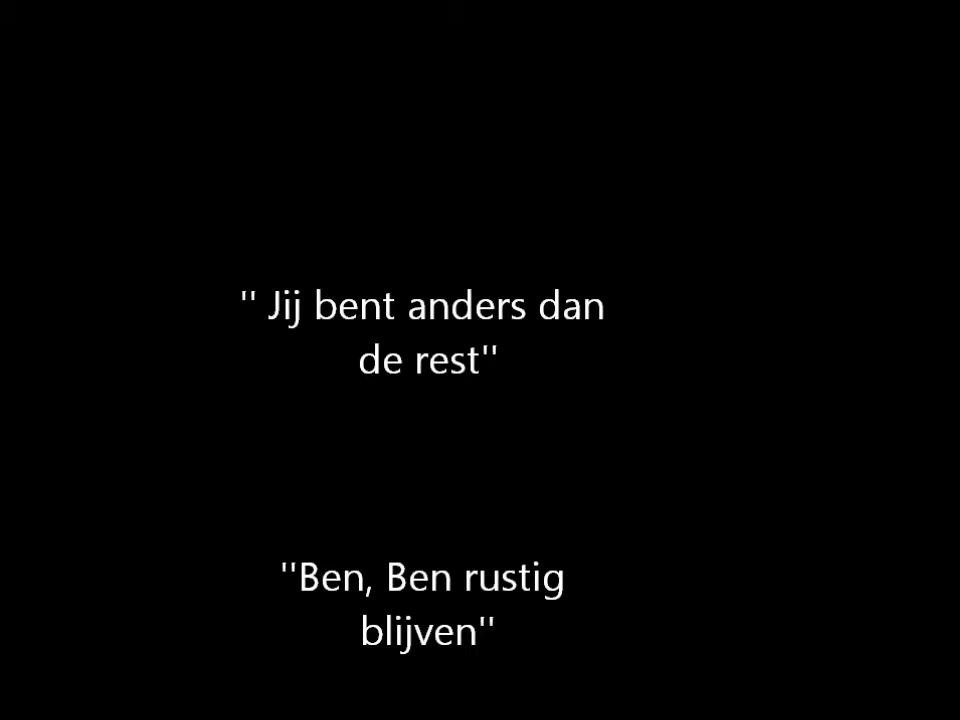 '' Jij bent anders dan
de rest''
''Ben, Ben rustig
blijven''